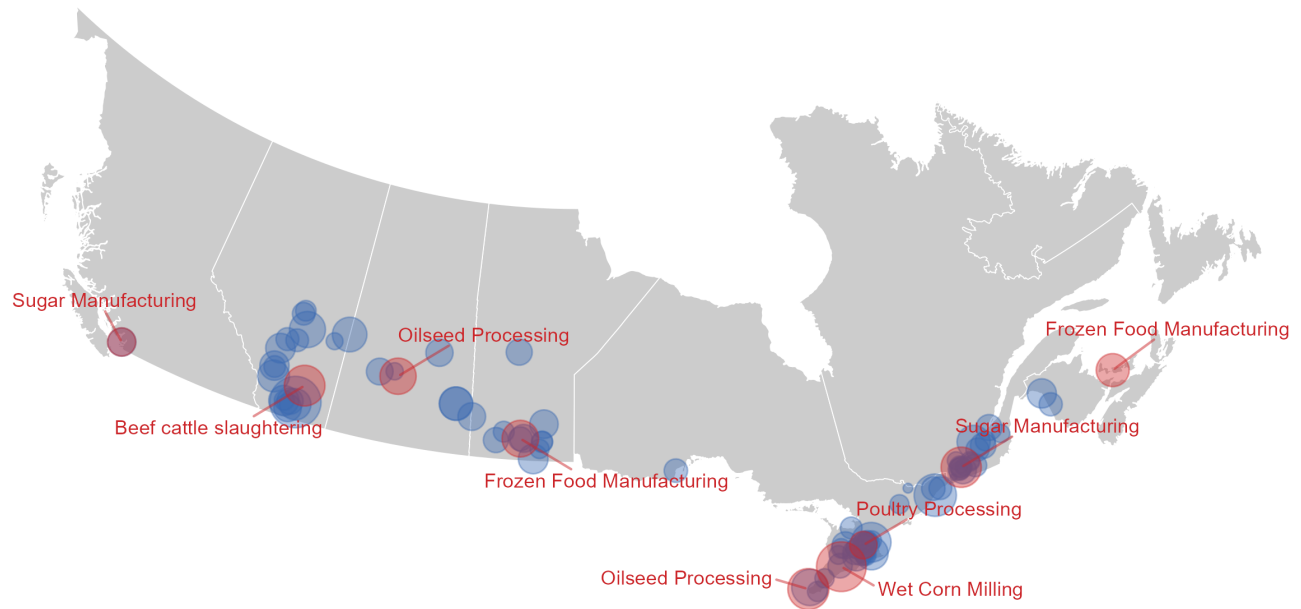 Sugar Manufacturing
Oilseed Processing
Frozen Food Manufacturing
Beef cattle slaughtering
Sugar Manufacturing
Frozen Food Manufacturing
Poultry Processing
Oilseed Processing
Wet Corn Milling